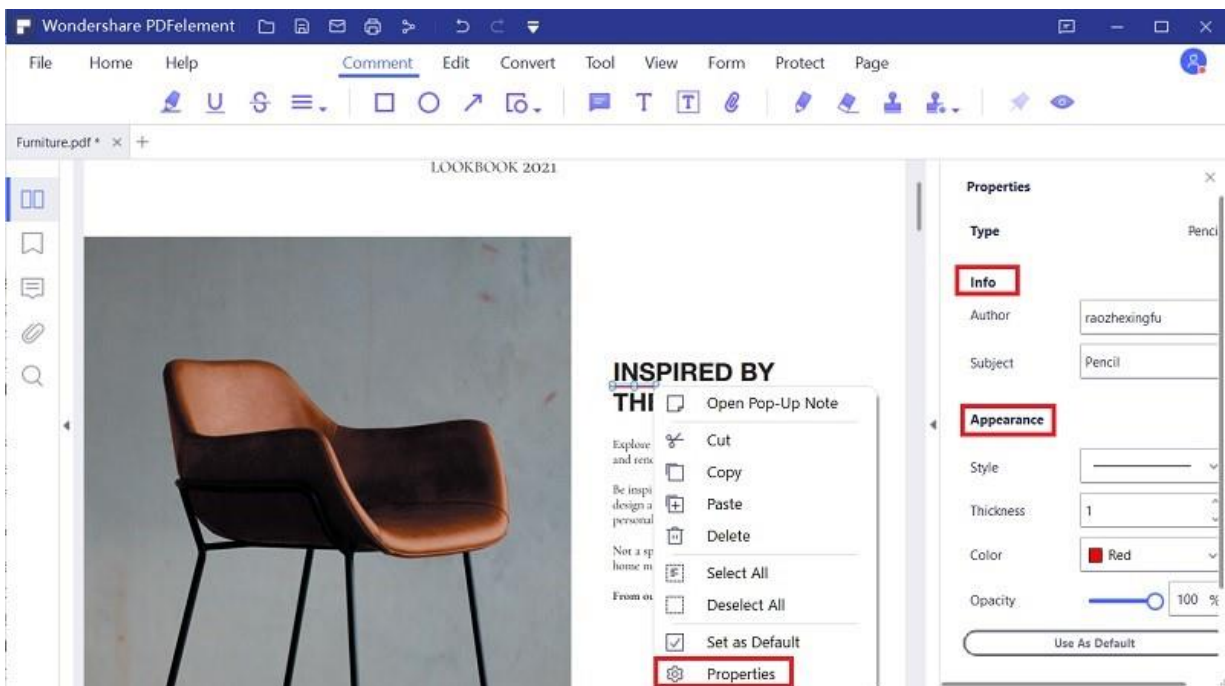 Wondershare PDFelement
File Home Help Comment Edit Convert Tool View Form Protect Page
Furniture.pdf *
LOOKBOOK 2021
INSPIRED BY
THI
Explore
Be inspi
design a
personal
Not a sp
home m
From ou
Open Pop-Up Note
Cut
Copy
Paste
Delete
Select All
Deselect All
Set as Default
Properties
Properties
Type Penci
Info
Author raozhexingfu
Subject Pencil
Appearance
Style
Thickness 1
Color Red
Opacity 100 %
Use As Default